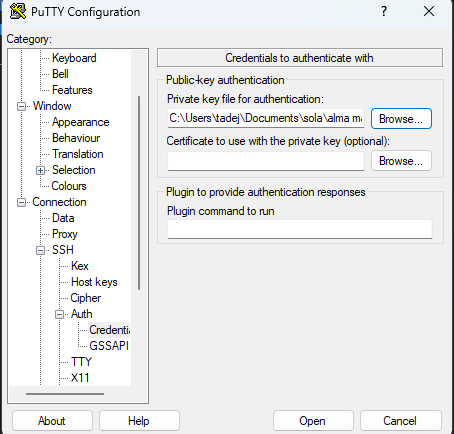 PuTTY Configuration
?
Category:
Keyboard
Bell
Features
Window
Appearance
Behaviour
Translation
Selection
Colours
Connection
Data
Proxy
SSH
Kex
Host keys
Cipher
Auth
Credenti
GSSAPI
TTY
X11
Credentials to authenticate with
Public-key authentication
Private key file for authentication:
C:\Users\tadej\Documents\sola\alma ma
Browse...
Certificate to use with the private key (optional):
Browse...
Plugin to provide authentication responses
Plugin command to run
About
Help
Open
Cancel